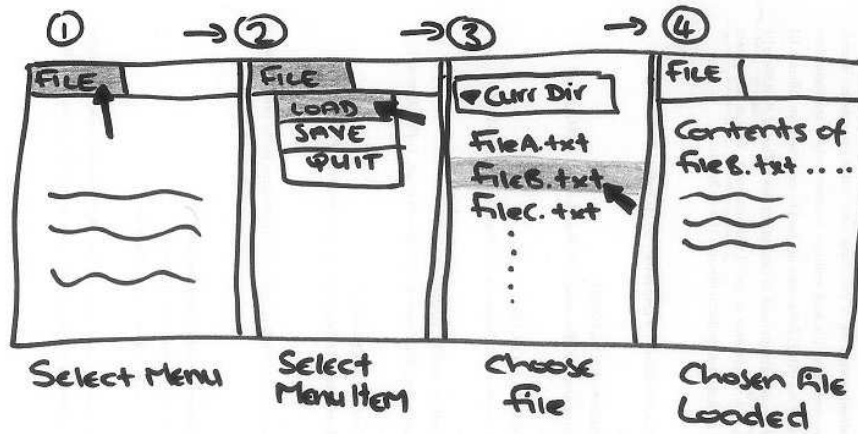 ① → ② → ③ → ④
FILE
FILE
LOAD
SAVE
QUIT
▾ Curr Dir
FileA.txt
FileB.txt
FileC.txt
FILE
Contents of
fileB.txt ....
Select Menu
Select
Menu Item
Choose
File
Chosen File
Loaded